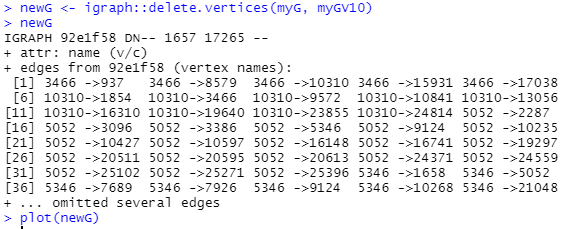 > newG <- igraph::delete.vertices(myG, myGV10)
> newG
IGRAPH 92e1f58 DN-- 1657 17265 --
+ attr: name (v/c)
+ edges from 92e1f58 (vertex names):
[1] 3466 ->937 3466 ->8579 3466 ->10310 3466 ->15931 3466 ->17038
[6] 10310->1854 10310->3466 10310->9572 10310->10841 10310->13056
[11] 10310->16310 10310->19640 10310->23855 10310->24814 5052 ->2287
[16] 5052 ->3096 5052 ->3386 5052 ->5346 5052 ->9124 5052 ->10235
[21] 5052 ->10427 5052 ->10597 5052 ->16148 5052 ->16741 5052 ->19297
[26] 5052 ->20511 5052 ->20595 5052 ->20613 5052 ->24371 5052 ->24559
[31] 5052 ->25102 5052 ->25271 5052 ->25396 5346 ->1658 5346 ->5052
[36] 5346 ->7689 5346 ->7926 5346 ->9124 5346 ->10268 5346 ->21048
+ ... omitted several edges
> plot(newG)